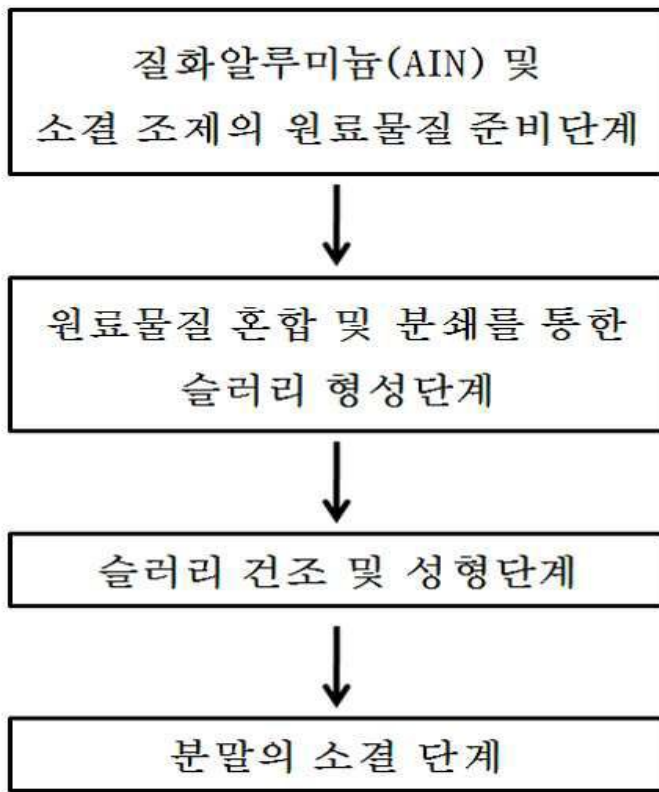 질화알루미늄(AIN) 및
소결 조제의 원료물질 준비단계
원료물질 혼합 및 분쇄를 통한
슬러리 형성단계
슬러리 건조 및 성형단계
분말의 소결 단계